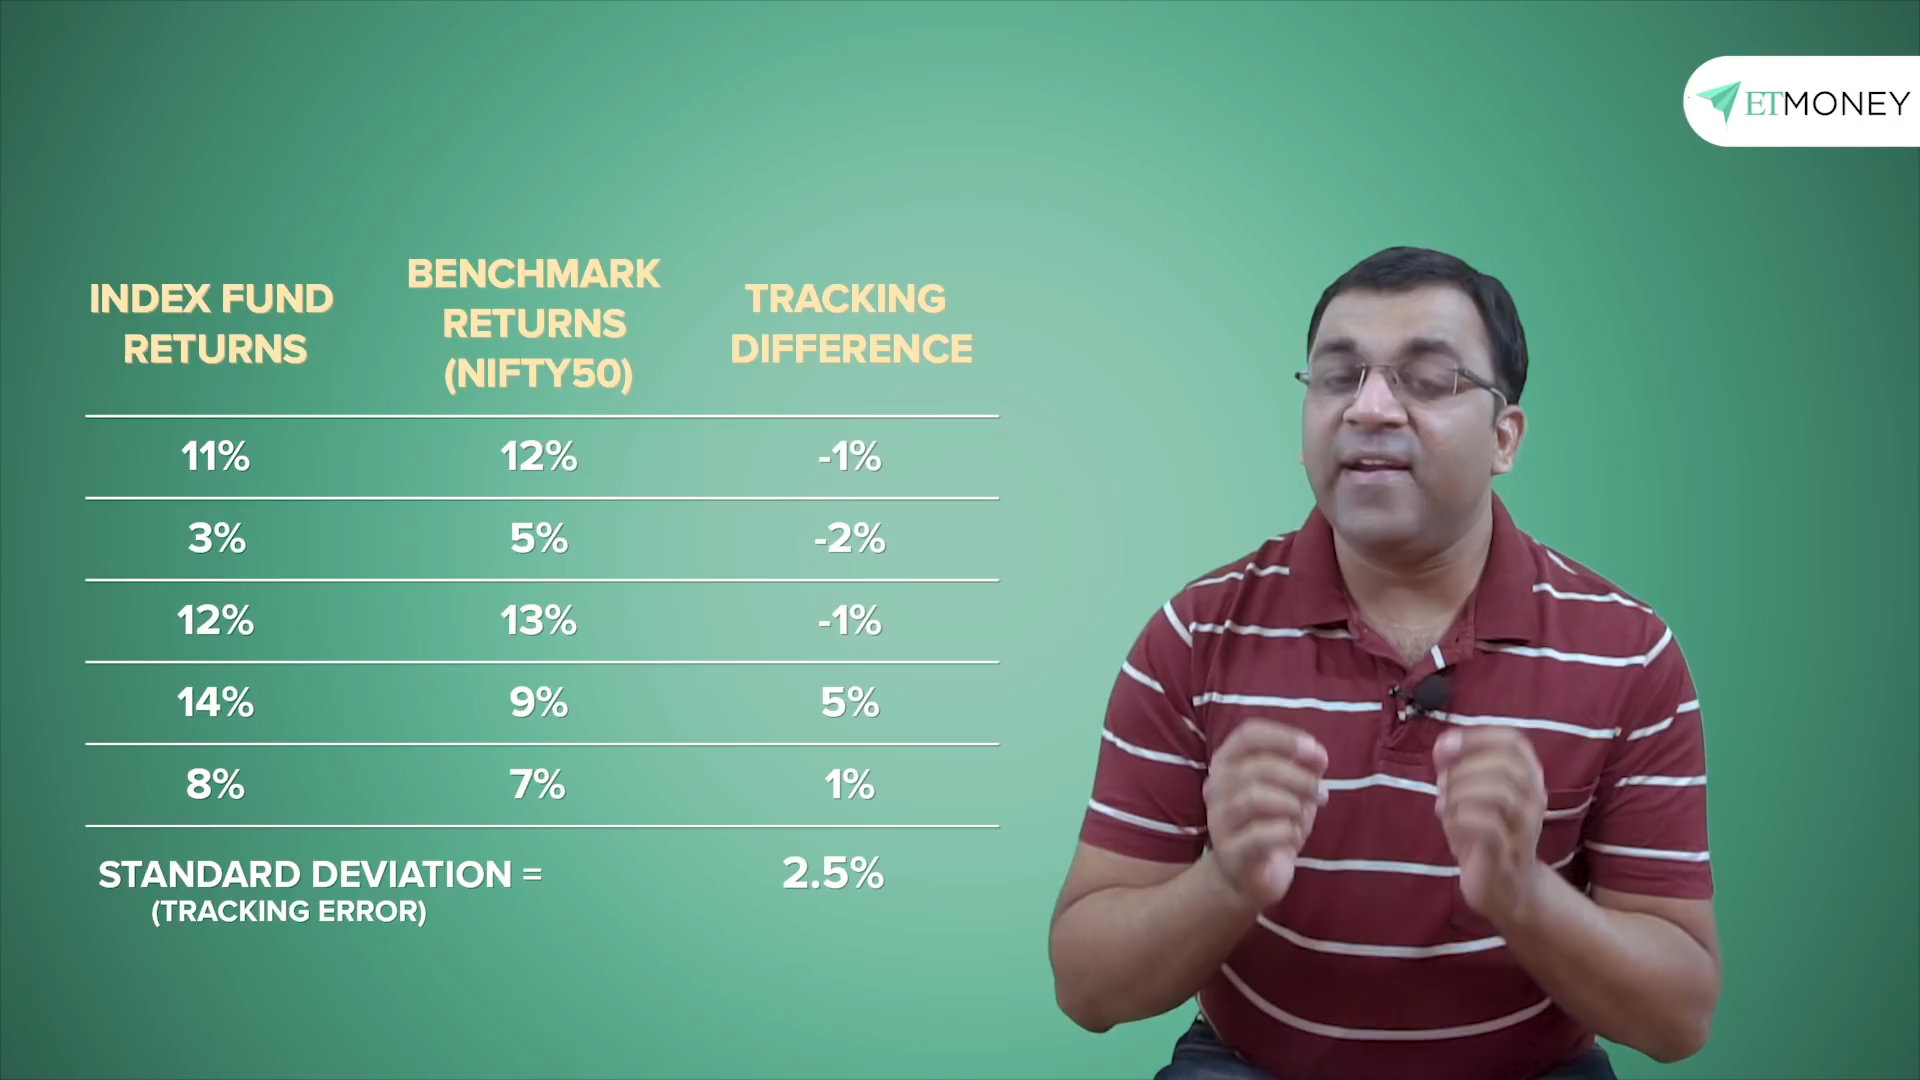 ETMONEY
INDEX FUND
RETURNS
BENCHMARK
RETURNS
(NIFTY50)
TRACKING
DIFFERENCE
11% 12% -1%
3% 5% -2%
12% 13% -1%
14% 9% 5%
8% 7% 1%
STANDARD DEVIATION = 2.5%
(TRACKING ERROR)